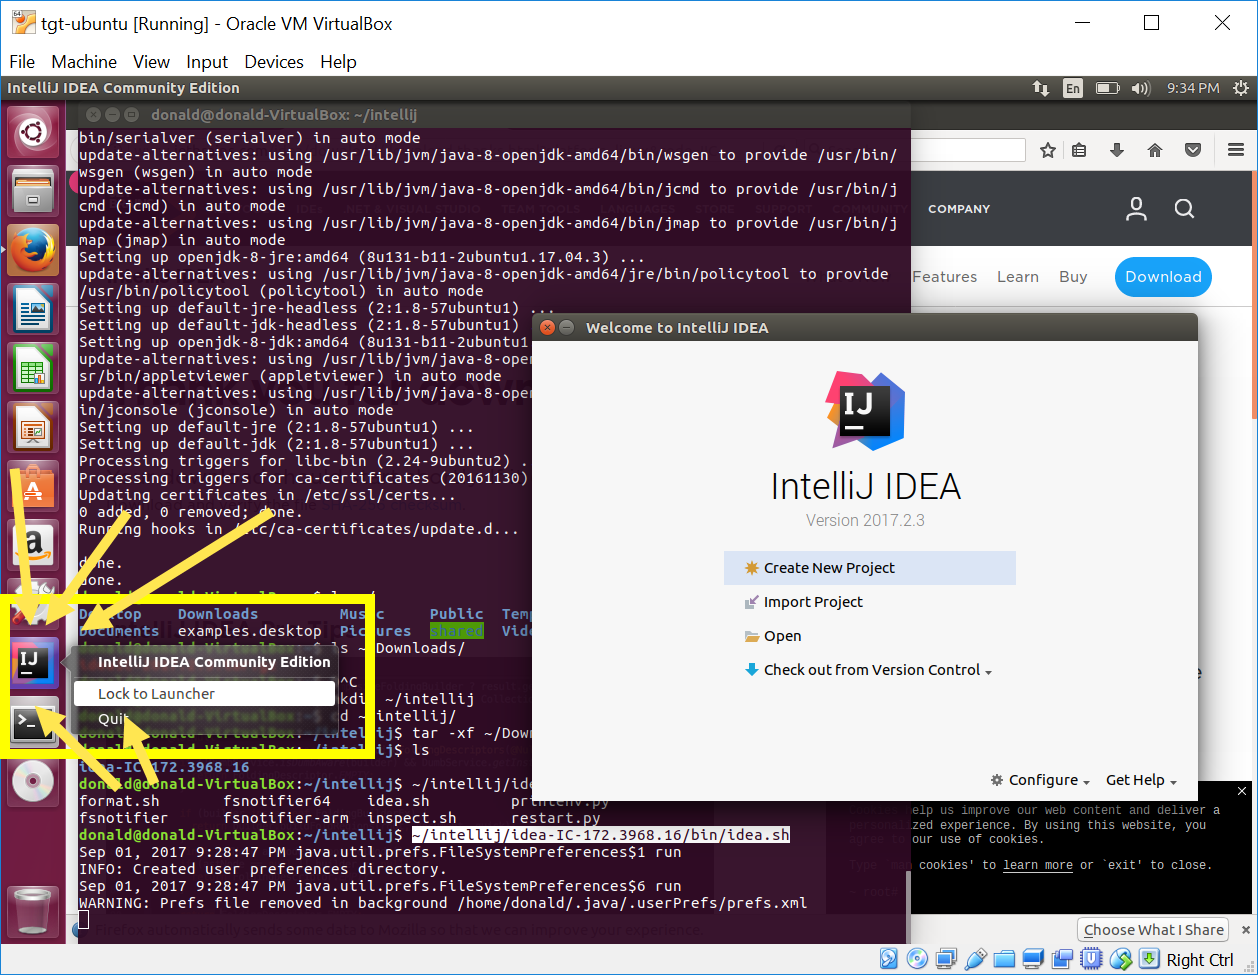 tgt-ubuntu [Running] - Oracle VM VirtualBox
File Machine View Input Devices Help
IntelliJ IDEA Community Edition
En
9:34 PM
donald@donald-VirtualBox: ~/intellij
bin/serialver (serialver) in auto mode
update-alternatives: using /usr/lib/jvm/java-8-openjdk-amd64/bin/wsgen to provide /usr/bin/
wsgen (wsgen) in auto mode
update-alternatives: using /usr/lib/jvm/java-8-openjdk-amd64/bin/jcmd to provide /usr/bin/j
cmd (jcmd) in auto mode
update-alternatives: using /usr/lib/jvm/java-8-openjdk-amd64/bin/jmap to provide /usr/bin/j
map (jmap) in auto mode
Setting up openjdk-8-jre:amd64 (8u131-b11-2ubuntu1.17.04.3) ...
update-alternatives: using /usr/lib/jvm/java-8-openjdk-amd64/jre/bin/policytool to provide
/usr/bin/policytool (policytool) in auto mode
Setting up default-jre-headless (2:1.8-57ubuntu1) ...
Setting up default-jdk-headless (2:1.8-57ubuntu1)
Setting up openjdk-8-jdk:amd64 (8u131-b11-2ubuntu1
update-alternatives: using /usr/lib/jvm/java-8-open
sr/bin/appletviewer (appletviewer) in auto mode
update-alternatives: using /usr/lib/jvm/java-8-open
in/jconsole (jconsole) in auto mode
Setting up default-jre (2:1.8-57ubuntu1) ...
Setting up default-jdk (2:1.8-57ubuntu1) ...
Processing triggers for libc-bin (2.24-9ubuntu2) .
Processing triggers for ca-certificates (20161130)
Updating certificates in /etc/ssl/certs...
0 added, 0 removed; done.
Running hooks in /etc/ca-certificates/update.d...
done.
done.
Desktop Downloads Music Public
Documents examples.desktop Pictures shared
ls ~ Downloads/
^C
~/intellij
cd ~ intellij/
$ tar -xf ~/Dow
$ ls
idea-IC-172.3968.16
donald@donald-VirtualBox:~/intellij$ ~/intellij/ide
format.sh fsnotifier64 idea.sh printenv.py
fsnotifier fsnotifier-arm inspect.sh restart.py
donald@donald-VirtualBox:~/intellij$ ~/intellij/idea-IC-172.3968.16/bin/idea.sh
Sep 01, 2017 9:28:47 PM java.util.prefs.FileSystemPreferences$1 run
INFO: Created user preferences directory.
Sep 01, 2017 9:28:47 PM java.util.prefs.FileSystemPreferences$6 run
WARNING: Prefs file removed in background /home/donald/.java/.userPrefs/prefs.xml
IntelliJ IDEA Community Edition
Lock to Launcher
Quit
COMPANY
Features Learn Buy Download
Welcome to IntelliJ IDEA
IJ
IntelliJ IDEA
Version 2017.2.3
Create New Project
Import Project
Open
Check out from Version Control
Configure Get Help
help us improve our web content and deliver a
personalized experience. By using this website, you
our use of cookies.
cookies' to learn more or `exit' to close.
Firefox automatically sends some data to Mozilla so that we can improve your experience.
Choose What I Share
Right Ctrl